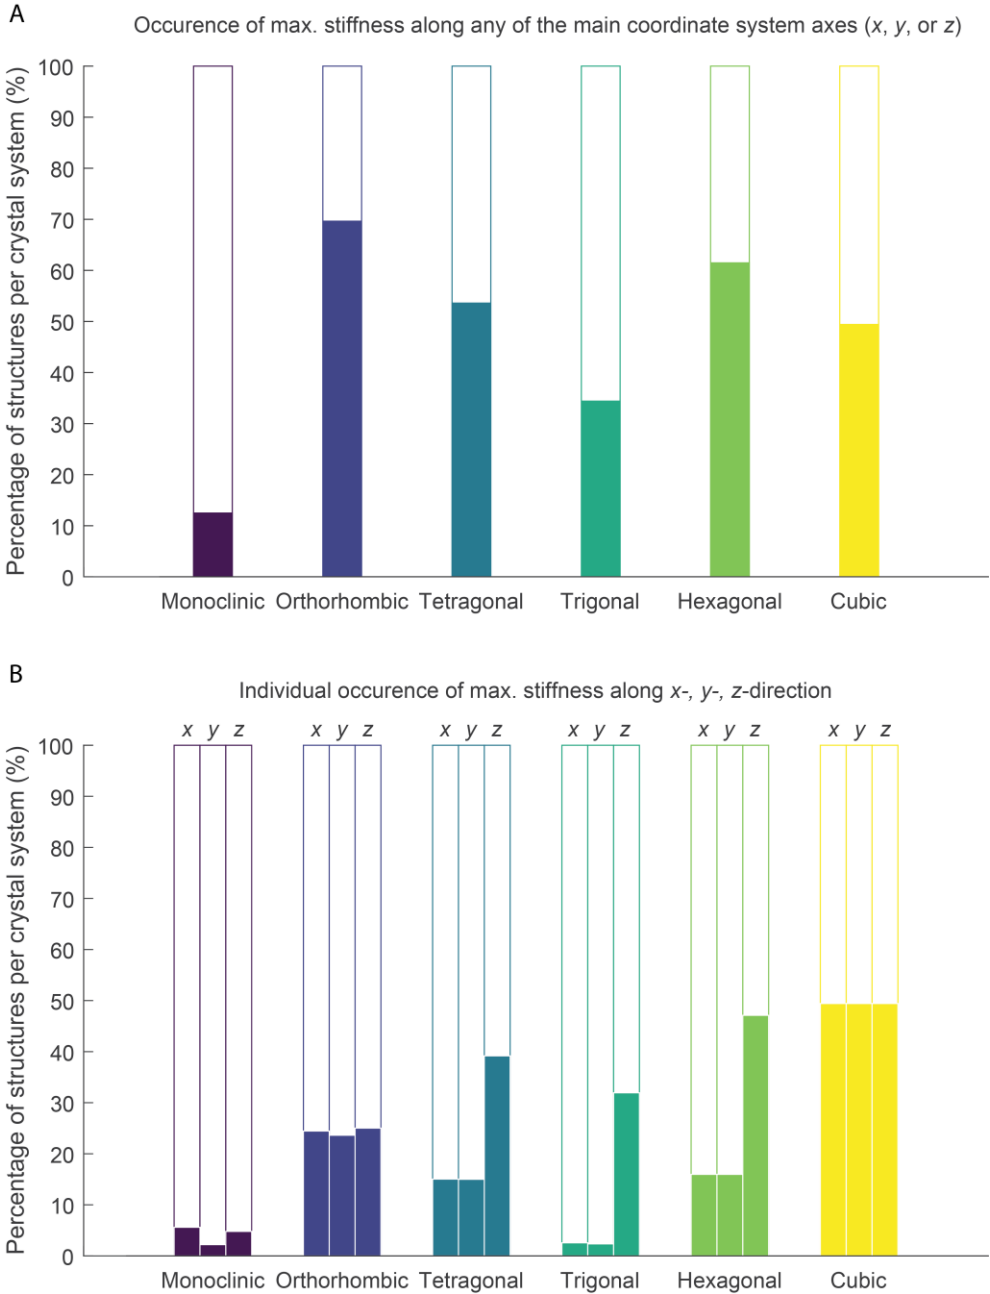 A
Occurence of max. stiffness along any of the main coordinate system axes (x, y, or z)
Percentage of structures per crystal system (%)
100
90
80
70
60
50
40
30
20
10
0
Monoclinic Orthorhombic Tetragonal Trigonal Hexagonal Cubic
B
Individual occurence of max. stiffness along x-, y-, z-direction
x y z x y z x y z x y z x y z x y z
Percentage of structures per crystal system (%)
100
90
80
70
60
50
40
30
20
10
0
Monoclinic Orthorhombic Tetragonal Trigonal Hexagonal Cubic